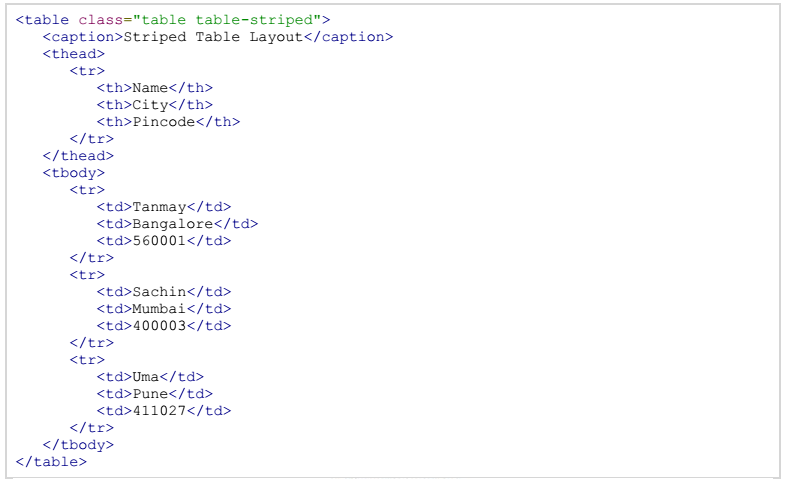 <table class="table table-striped">
   <caption>Striped Table Layout</caption>
   <thead>
      <tr>
         <th>Name</th>
         <th>City</th>
         <th>Pincode</th>
      </tr>
   </thead>
   <tbody>
      <tr>
         <td>Tanmay</td>
         <td>Bangalore</td>
         <td>560001</td>
      </tr>
      <tr>
         <td>Sachin</td>
         <td>Mumbai</td>
         <td>400003</td>
      </tr>
      <tr>
         <td>Uma</td>
         <td>Pune</td>
         <td>411027</td>
      </tr>
   </tbody>
</table>